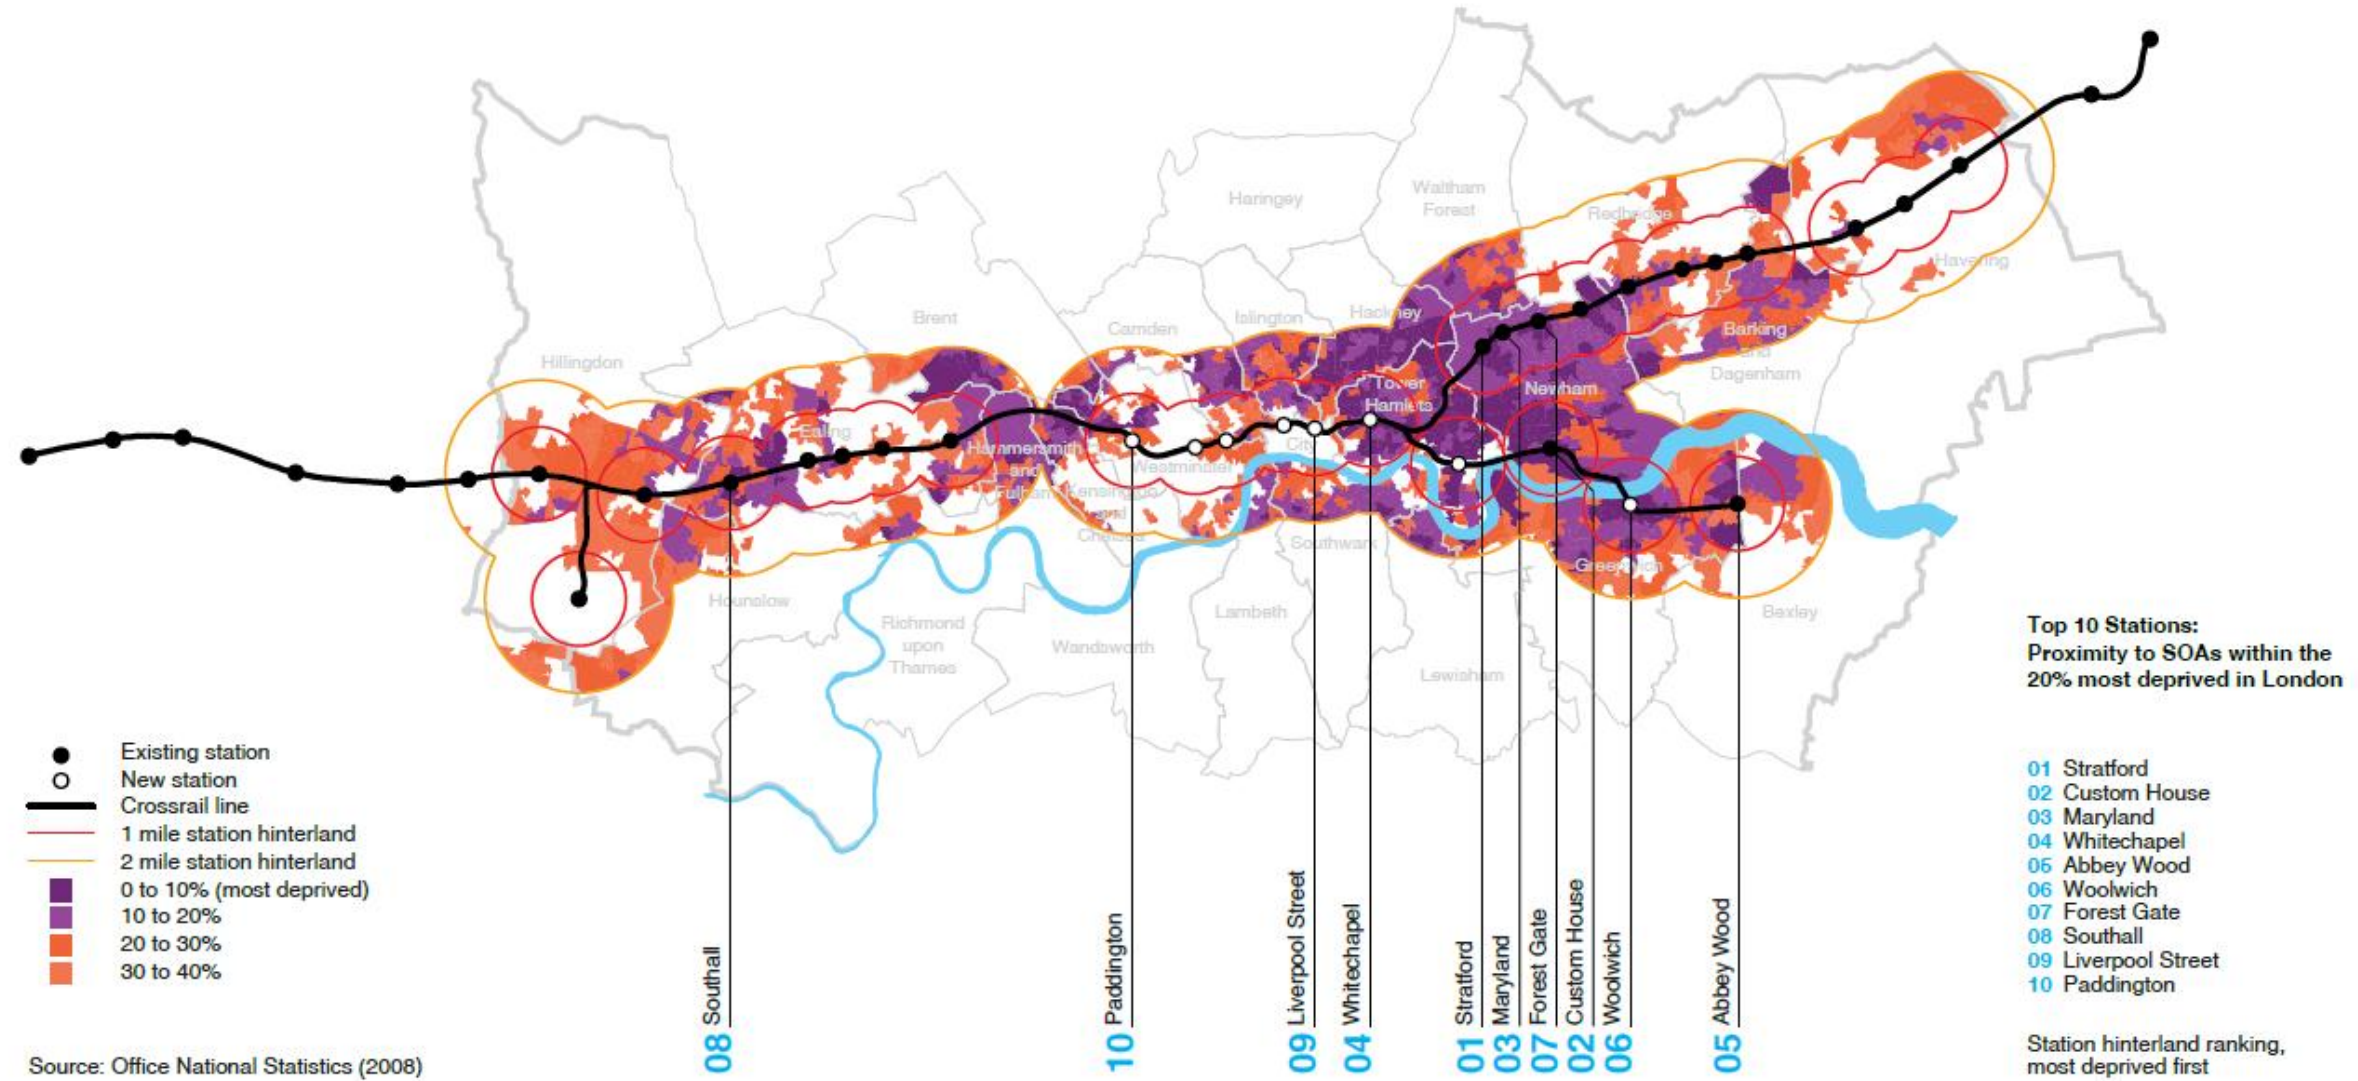 Haringey
Waltham
Forest
Redbridge
Havering
Hillingdon
Brent
Camden
Islington
Hackney
Barking
and
Dagenham
Tower
Hamlets
Newham
Ealing
Hammersmith
and
Fulham
City
Westminster
Kensington
and
Chelsea
Southwark
Greenwich
Hounslow
Richmond
upon
Thames
Wandsworth
Lambeth
Lewisham
Bexley
Top 10 Stations:
Proximity to SOAs within the
20% most deprived in London
Existing station
New station
Crossrail line
1 mile station hinterland
2 mile station hinterland
0 to 10% (most deprived)
10 to 20%
20 to 30%
30 to 40%
01 Stratford
02 Custom House
03 Maryland
04 Whitechapel
05 Abbey Wood
06 Woolwich
07 Forest Gate
08 Southall
09 Liverpool Street
10 Paddington
08 Southall
10 Paddington
09 Liverpool Street
04 Whitechapel
01 Stratford
03 Maryland
07 Forest Gate
02 Custom House
06 Woolwich
05 Abbey Wood
Source: Office National Statistics (2008)
Station hinterland ranking,
most deprived first